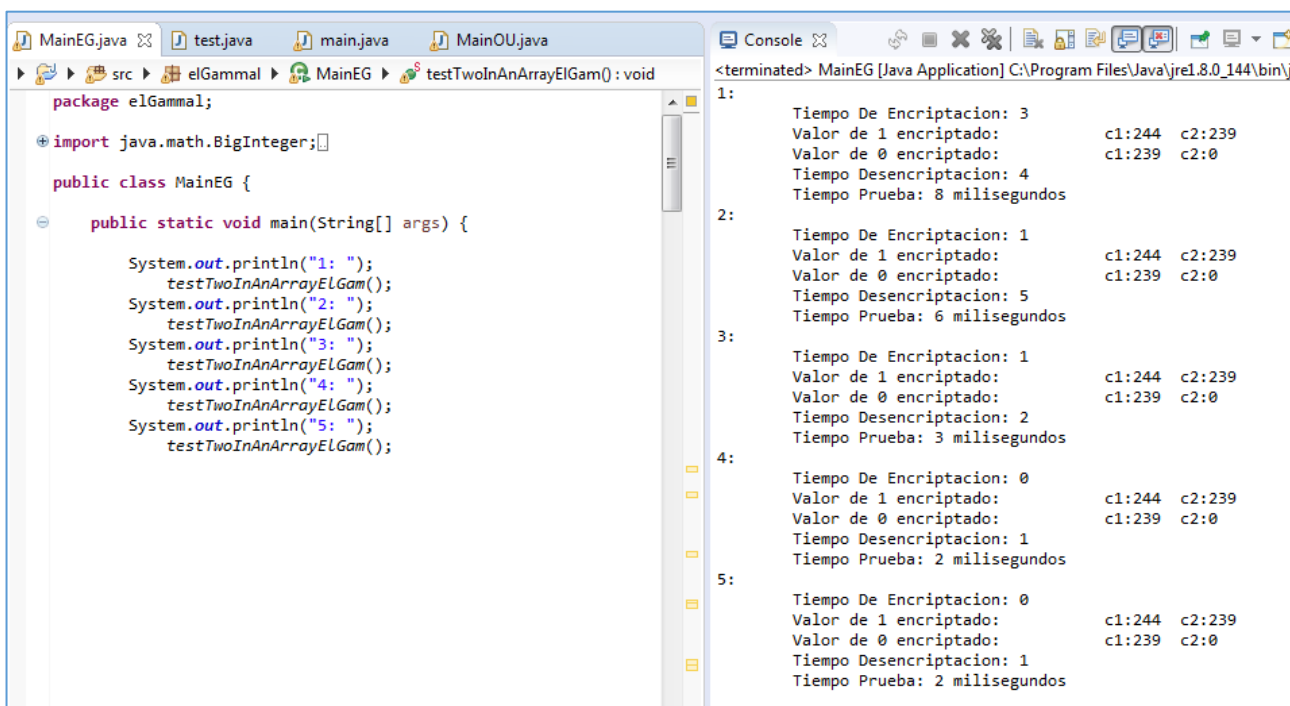 MainEG.java test.java main.java MainOU.java
src elGammal MainEG testTwoInAnArrayElGam() : void
package elGammal;
import java.math.BigInteger;
public class MainEG {
public static void main(String[] args) {
System.out.println("1: ");
testTwoInAnArrayElGam();
System.out.println("2: ");
testTwoInAnArrayElGam();
System.out.println("3: ");
testTwoInAnArrayElGam();
System.out.println("4: ");
testTwoInAnArrayElGam();
System.out.println("5: ");
testTwoInAnArrayElGam();
Console
<terminated> MainEG [Java Application] C:\Program Files\Java\jre1.8.0_144\bin\j
1:
Tiempo De Encriptacion: 3
Valor de 1 encriptado: c1:244 c2:239
Valor de 0 encriptado: c1:239 c2:0
Tiempo Desencriptacion: 4
Tiempo Prueba: 8 milisegundos
2:
Tiempo De Encriptacion: 1
Valor de 1 encriptado: c1:244 c2:239
Valor de 0 encriptado: c1:239 c2:0
Tiempo Desencriptacion: 5
Tiempo Prueba: 6 milisegundos
3:
Tiempo De Encriptacion: 1
Valor de 1 encriptado: c1:244 c2:239
Valor de 0 encriptado: c1:239 c2:0
Tiempo Desencriptacion: 2
Tiempo Prueba: 3 milisegundos
4:
Tiempo De Encriptacion: 0
Valor de 1 encriptado: c1:244 c2:239
Valor de 0 encriptado: c1:239 c2:0
Tiempo Desencriptacion: 1
Tiempo Prueba: 2 milisegundos
5:
Tiempo De Encriptacion: 0
Valor de 1 encriptado: c1:244 c2:239
Valor de 0 encriptado: c1:239 c2:0
Tiempo Desencriptacion: 1
Tiempo Prueba: 2 milisegundos